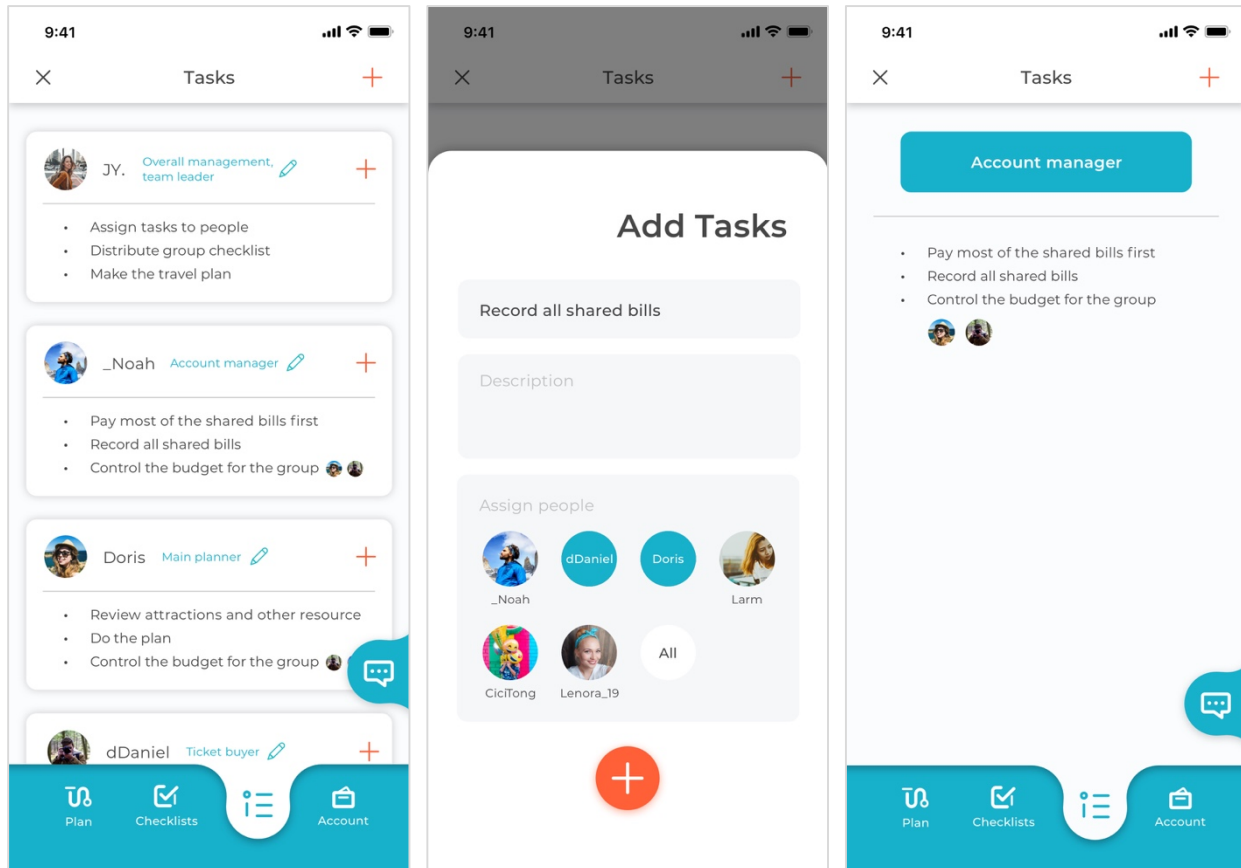 9:41
Tasks
JY.
Overall management,
team leader
• Assign tasks to people
• Distribute group checklist
• Make the travel plan
_Noah
Account manager
• Pay most of the shared bills first
• Record all shared bills
• Control the budget for the group
Doris
Main planner
• Review attractions and other resource
• Do the plan
• Control the budget for the group
dDaniel
Ticket buyer
Plan
Checklists
Account
9:41
Tasks
Add Tasks
Record all shared bills
Description
Assign people
_Noah
dDaniel
Doris
Larm
CiciTong
Lenora_19
All
9:41
Tasks
Account manager
• Pay most of the shared bills first
• Record all shared bills
• Control the budget for the group
Plan
Checklists
Account